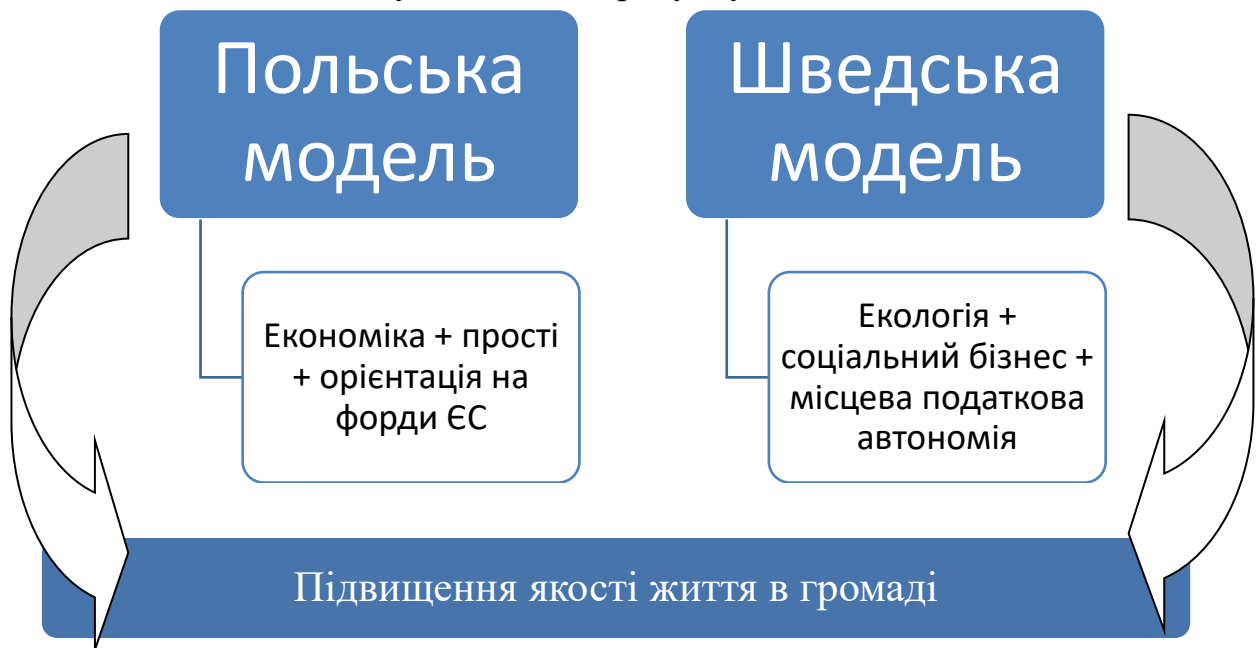 Польська
модель
Шведська
модель
Економіка + прості
+ орієнтація на
форди ЄС
Екологія +
соціальний бізнес +
місцева податкова
автономія
Підвищення якості життя в громаді